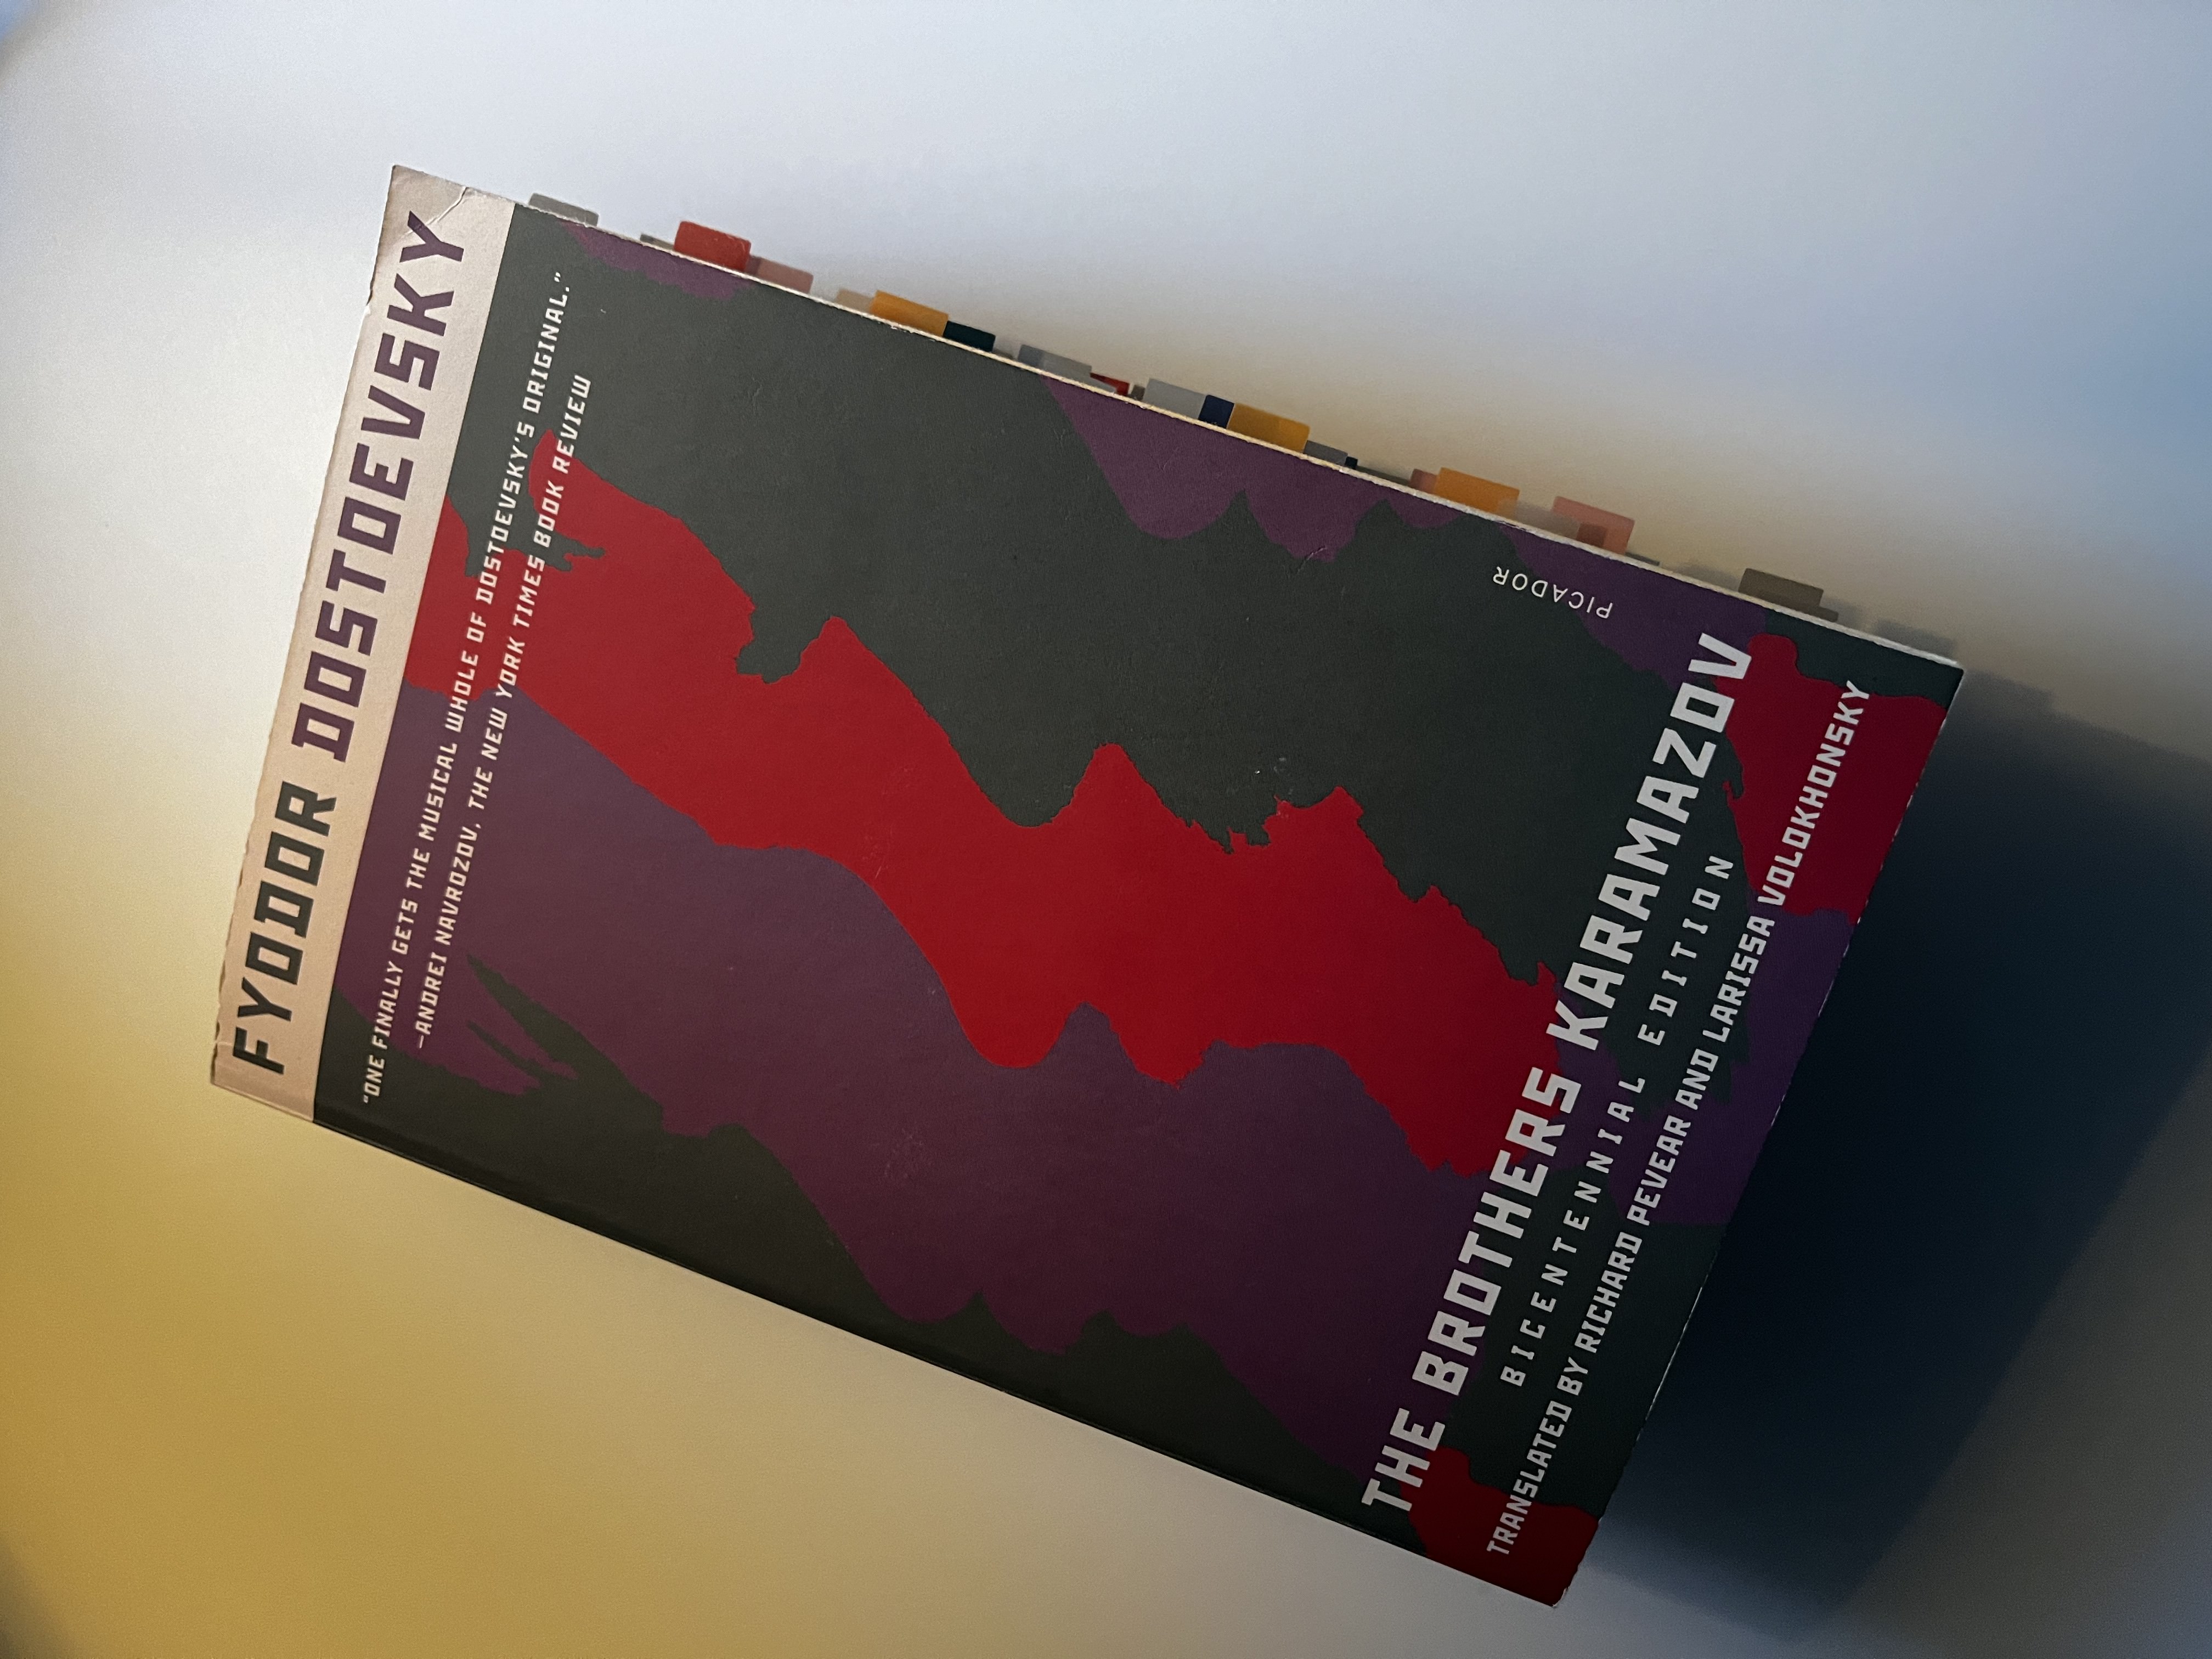 FYODOR DOSTOEVSKY
"ONE FINALLY GETS THE MUSICAL WHOLE OF DOSTOEVSKY'S ORIGINAL."
—ANDREI NAVROZOV, THE NEW YORK TIMES BOOK REVIEW
THE BROTHERS KARAMAZOV
BICENTENNIAL EDITION
TRANSLATED BY RICHARD PEVEAR AND LARISSA VOLOKHONSKY
PICADOR